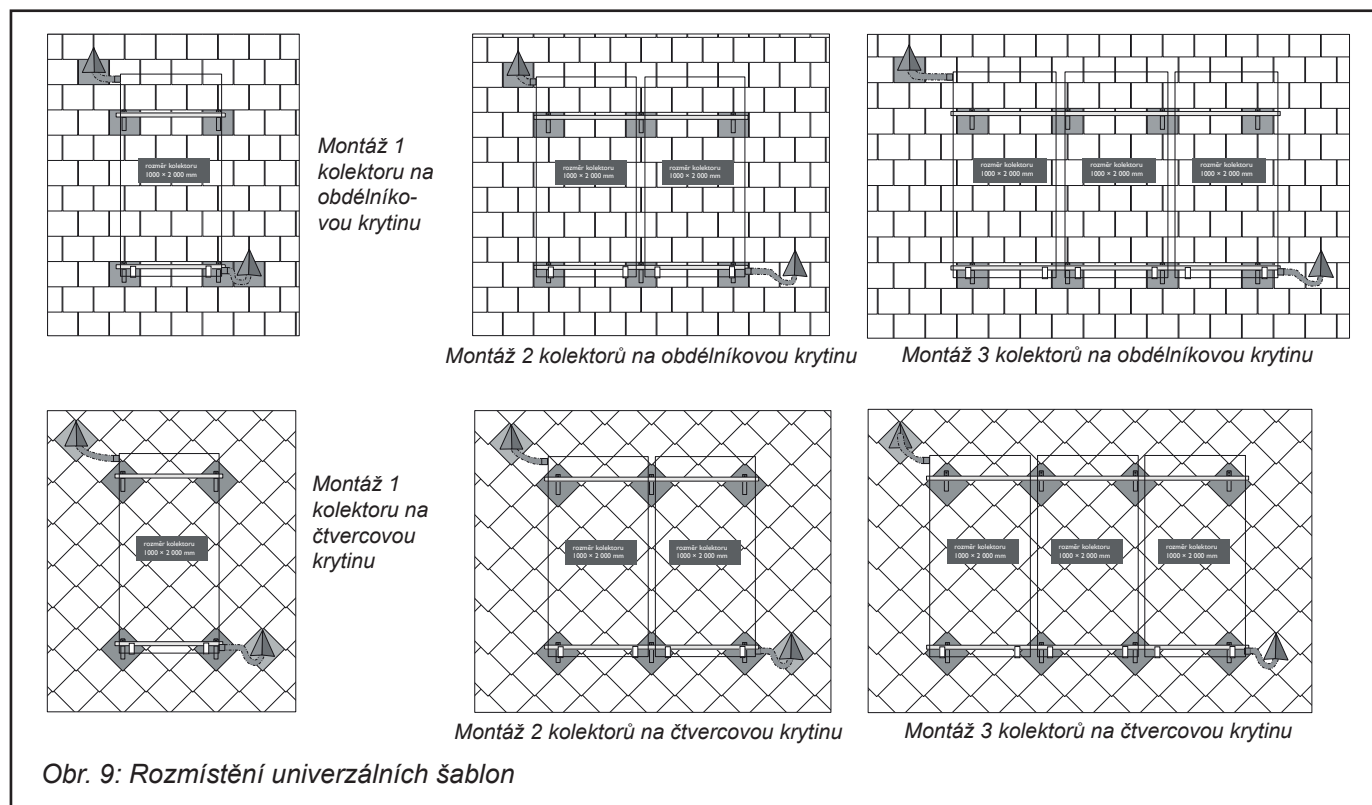 rozměr kolektoru
1000 × 2 000 mm
Montáž 1
kolektoru na
obdélníko-
vou krytinu
rozměr kolektoru
1000 × 2 000 mm
rozměr kolektoru
1000 × 2 000 mm
Montáž 2 kolektorů na obdélníkovou krytinu
rozměr kolektoru
1000 × 2 000 mm
rozměr kolektoru
1000 × 2 000 mm
rozměr kolektoru
1000 × 2 000 mm
Montáž 3 kolektorů na obdélníkovou krytinu
rozměr kolektoru
1000 × 2 000 mm
Montáž 1
kolektoru na
čtvercovou
krytinu
rozměr kolektoru
1000 × 2 000 mm
rozměr kolektoru
1000 × 2 000 mm
Montáž 2 kolektorů na čtvercovou krytinu
rozměr kolektoru
1000 × 2 000 mm
rozměr kolektoru
1000 × 2 000 mm
rozměr kolektoru
1000 × 2 000 mm
Montáž 3 kolektorů na čtvercovou krytinu
Obr. 9: Rozmístění univerzálních šablon